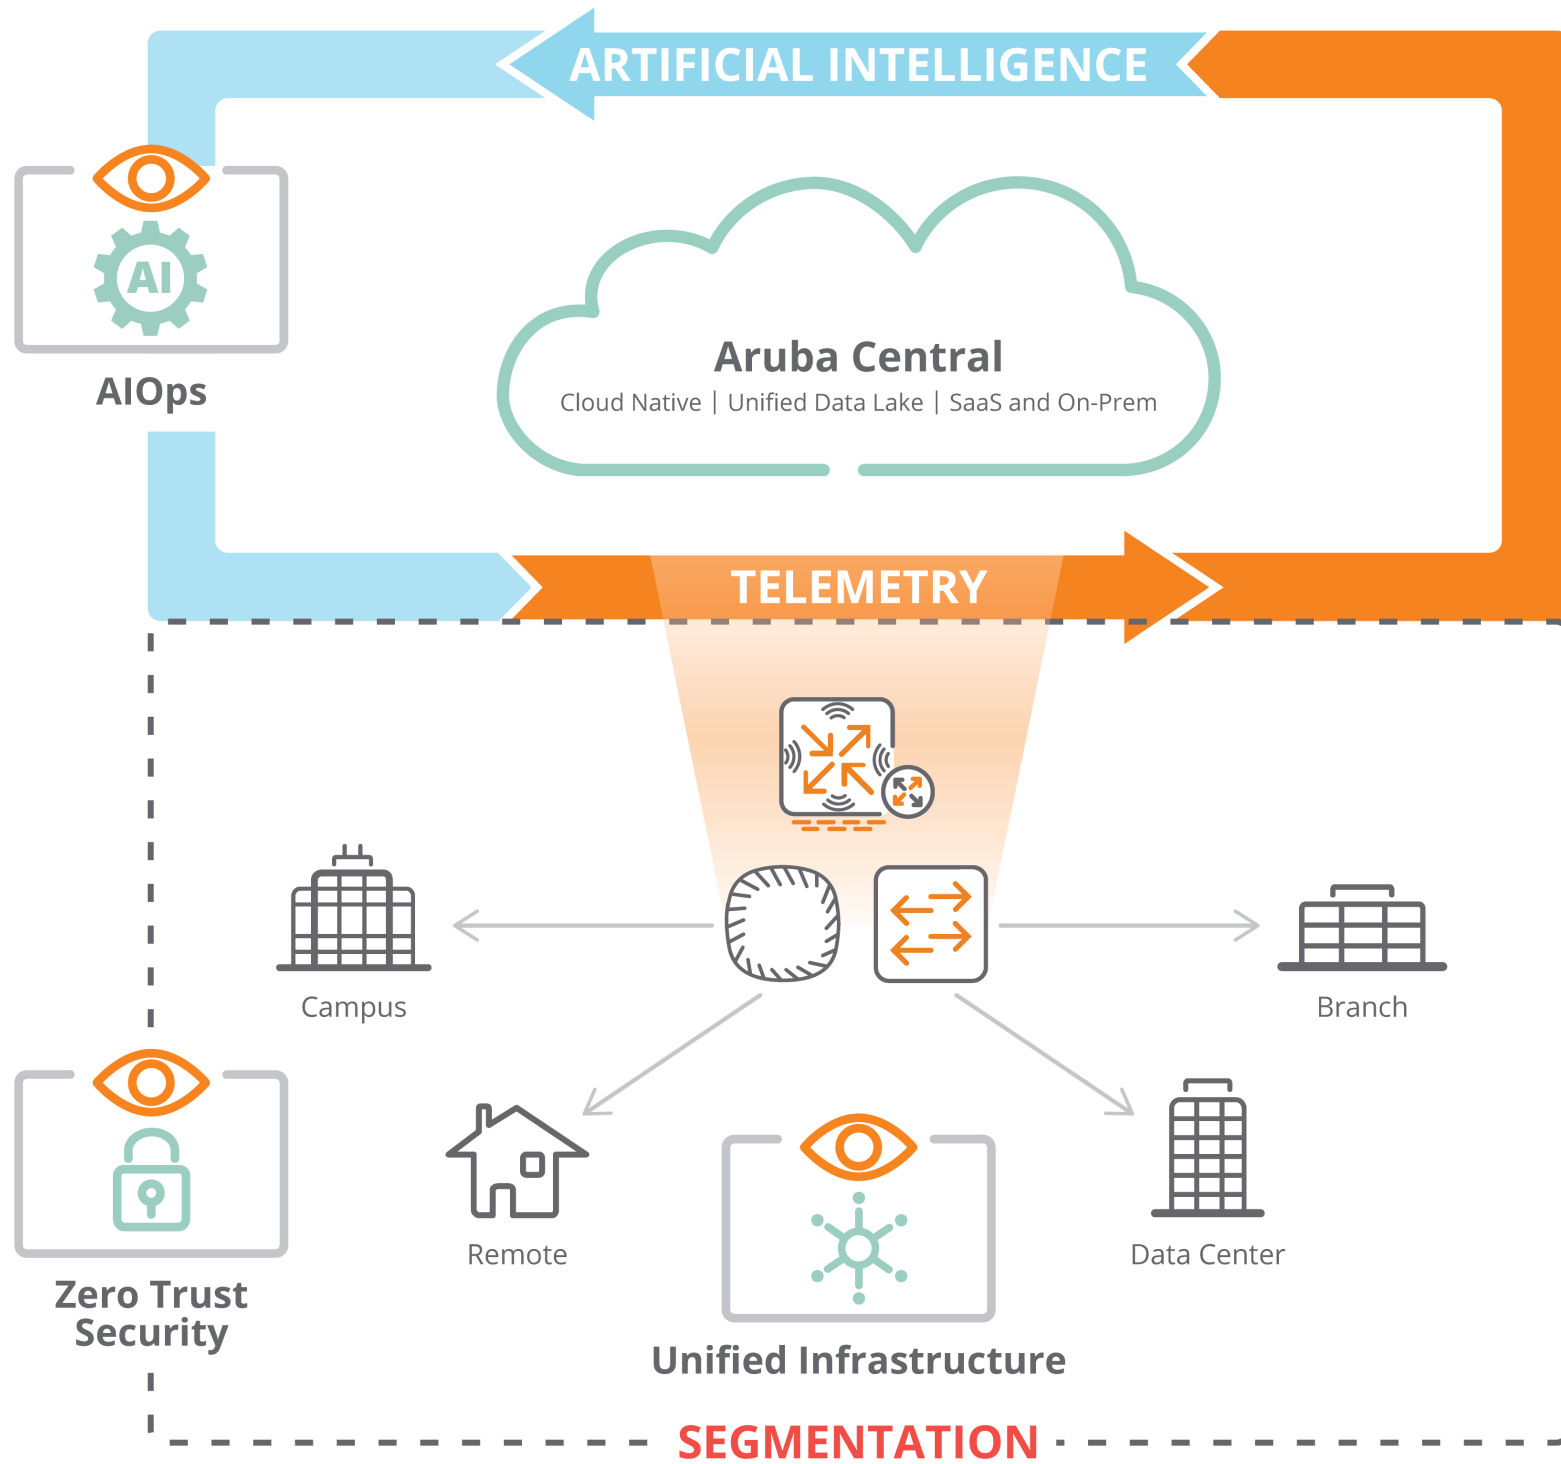 ARTIFICIAL INTELLIGENCE
AI
AIOps
Aruba Central
Cloud Native | Unified Data Lake | SaaS and On-Prem
TELEMETRY
Campus
Branch
Remote
Data Center
Zero Trust
Security
Unified Infrastructure
SEGMENTATION